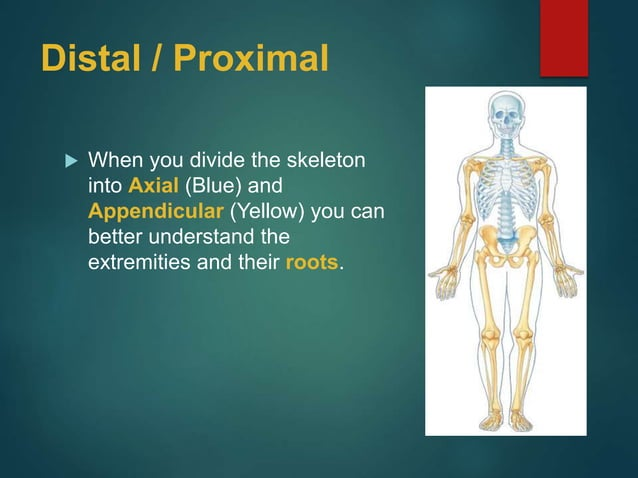 Distal / Proximal
When you divide the skeleton
into Axial (Blue) and
Appendicular (Yellow) you can
better understand the
extremities and their roots.